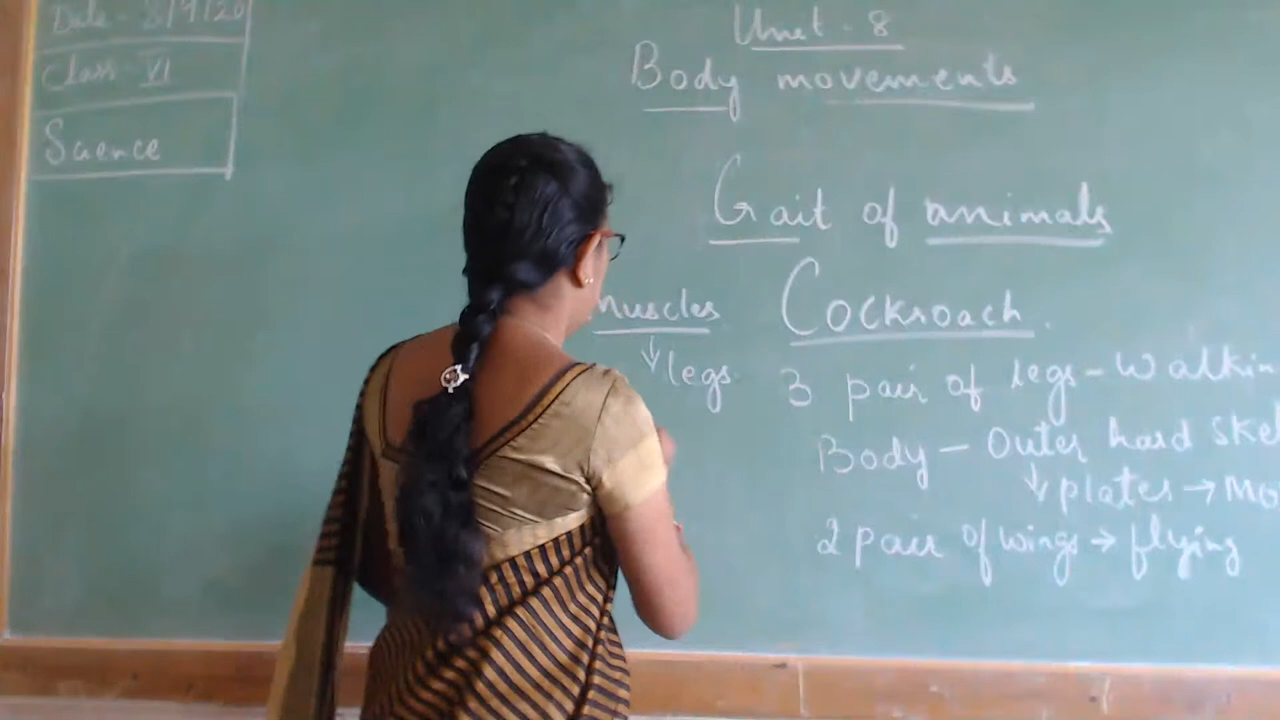 Date - 8/9/20
Class - VI
Science
Unit - 8
Body movements
Gait of animals
Cockroach.
Muscles
↓ legs
3 pair of legs - Walkin
Body - Outer hard Ske
↓ plates → Mo
2 pair of wings → flying